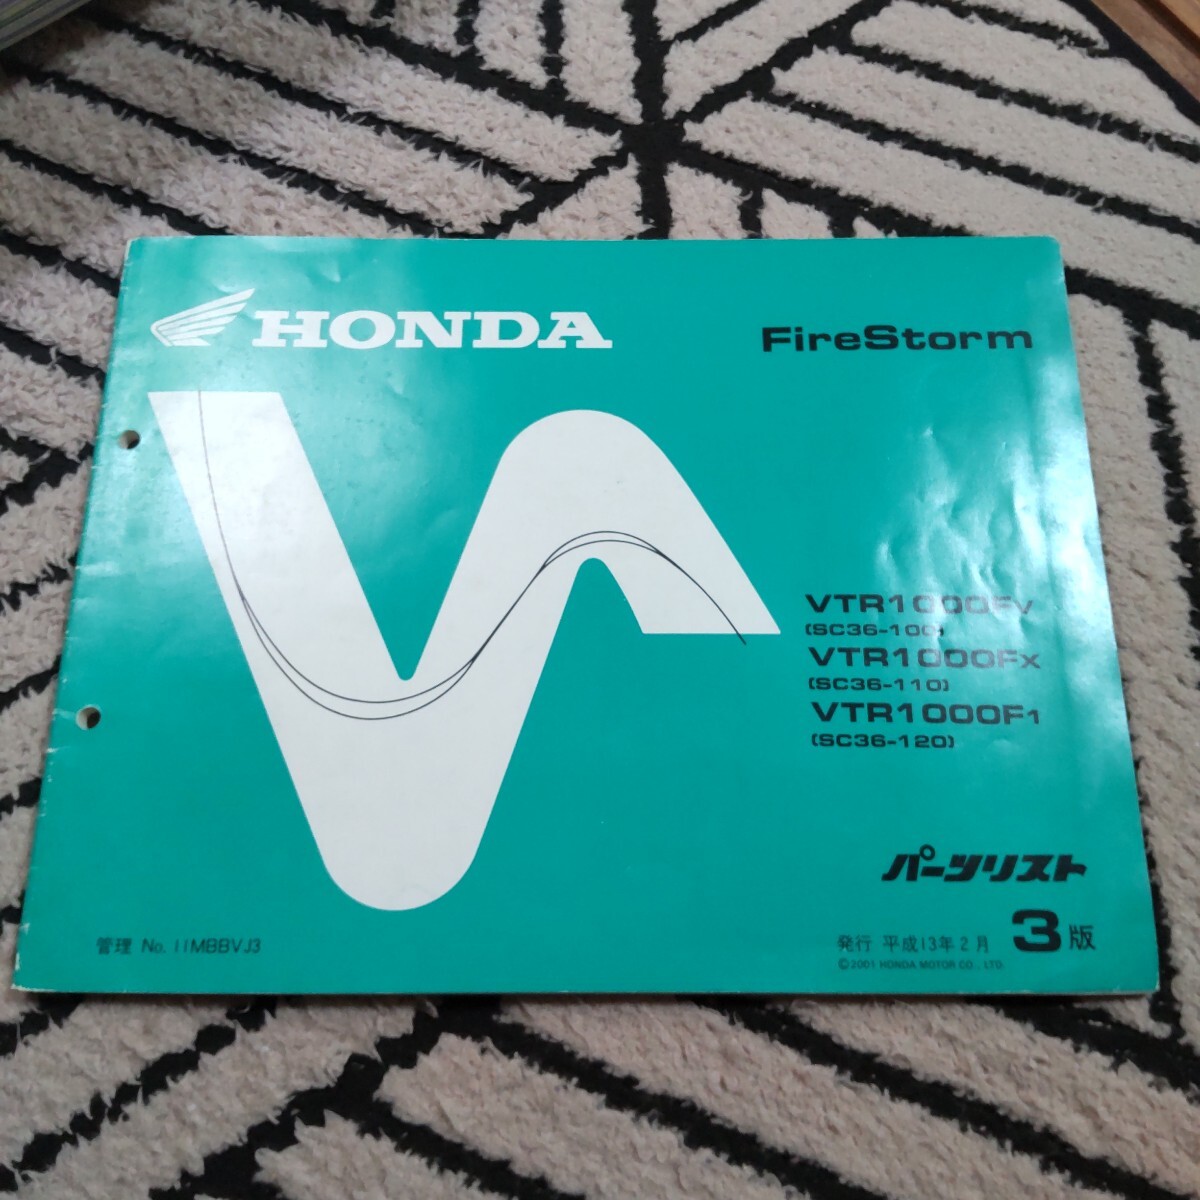 HONDA
FireStorm
VTR1000FV
(SC36-100)
VTR1000FX
(SC36-110)
VTR1000F1
(SC36-120)
パーツリスト
3版
発行 平成13年2月
©2001 HONDA MOTOR CO., LTD.
管理 No. 11MBBVJ3